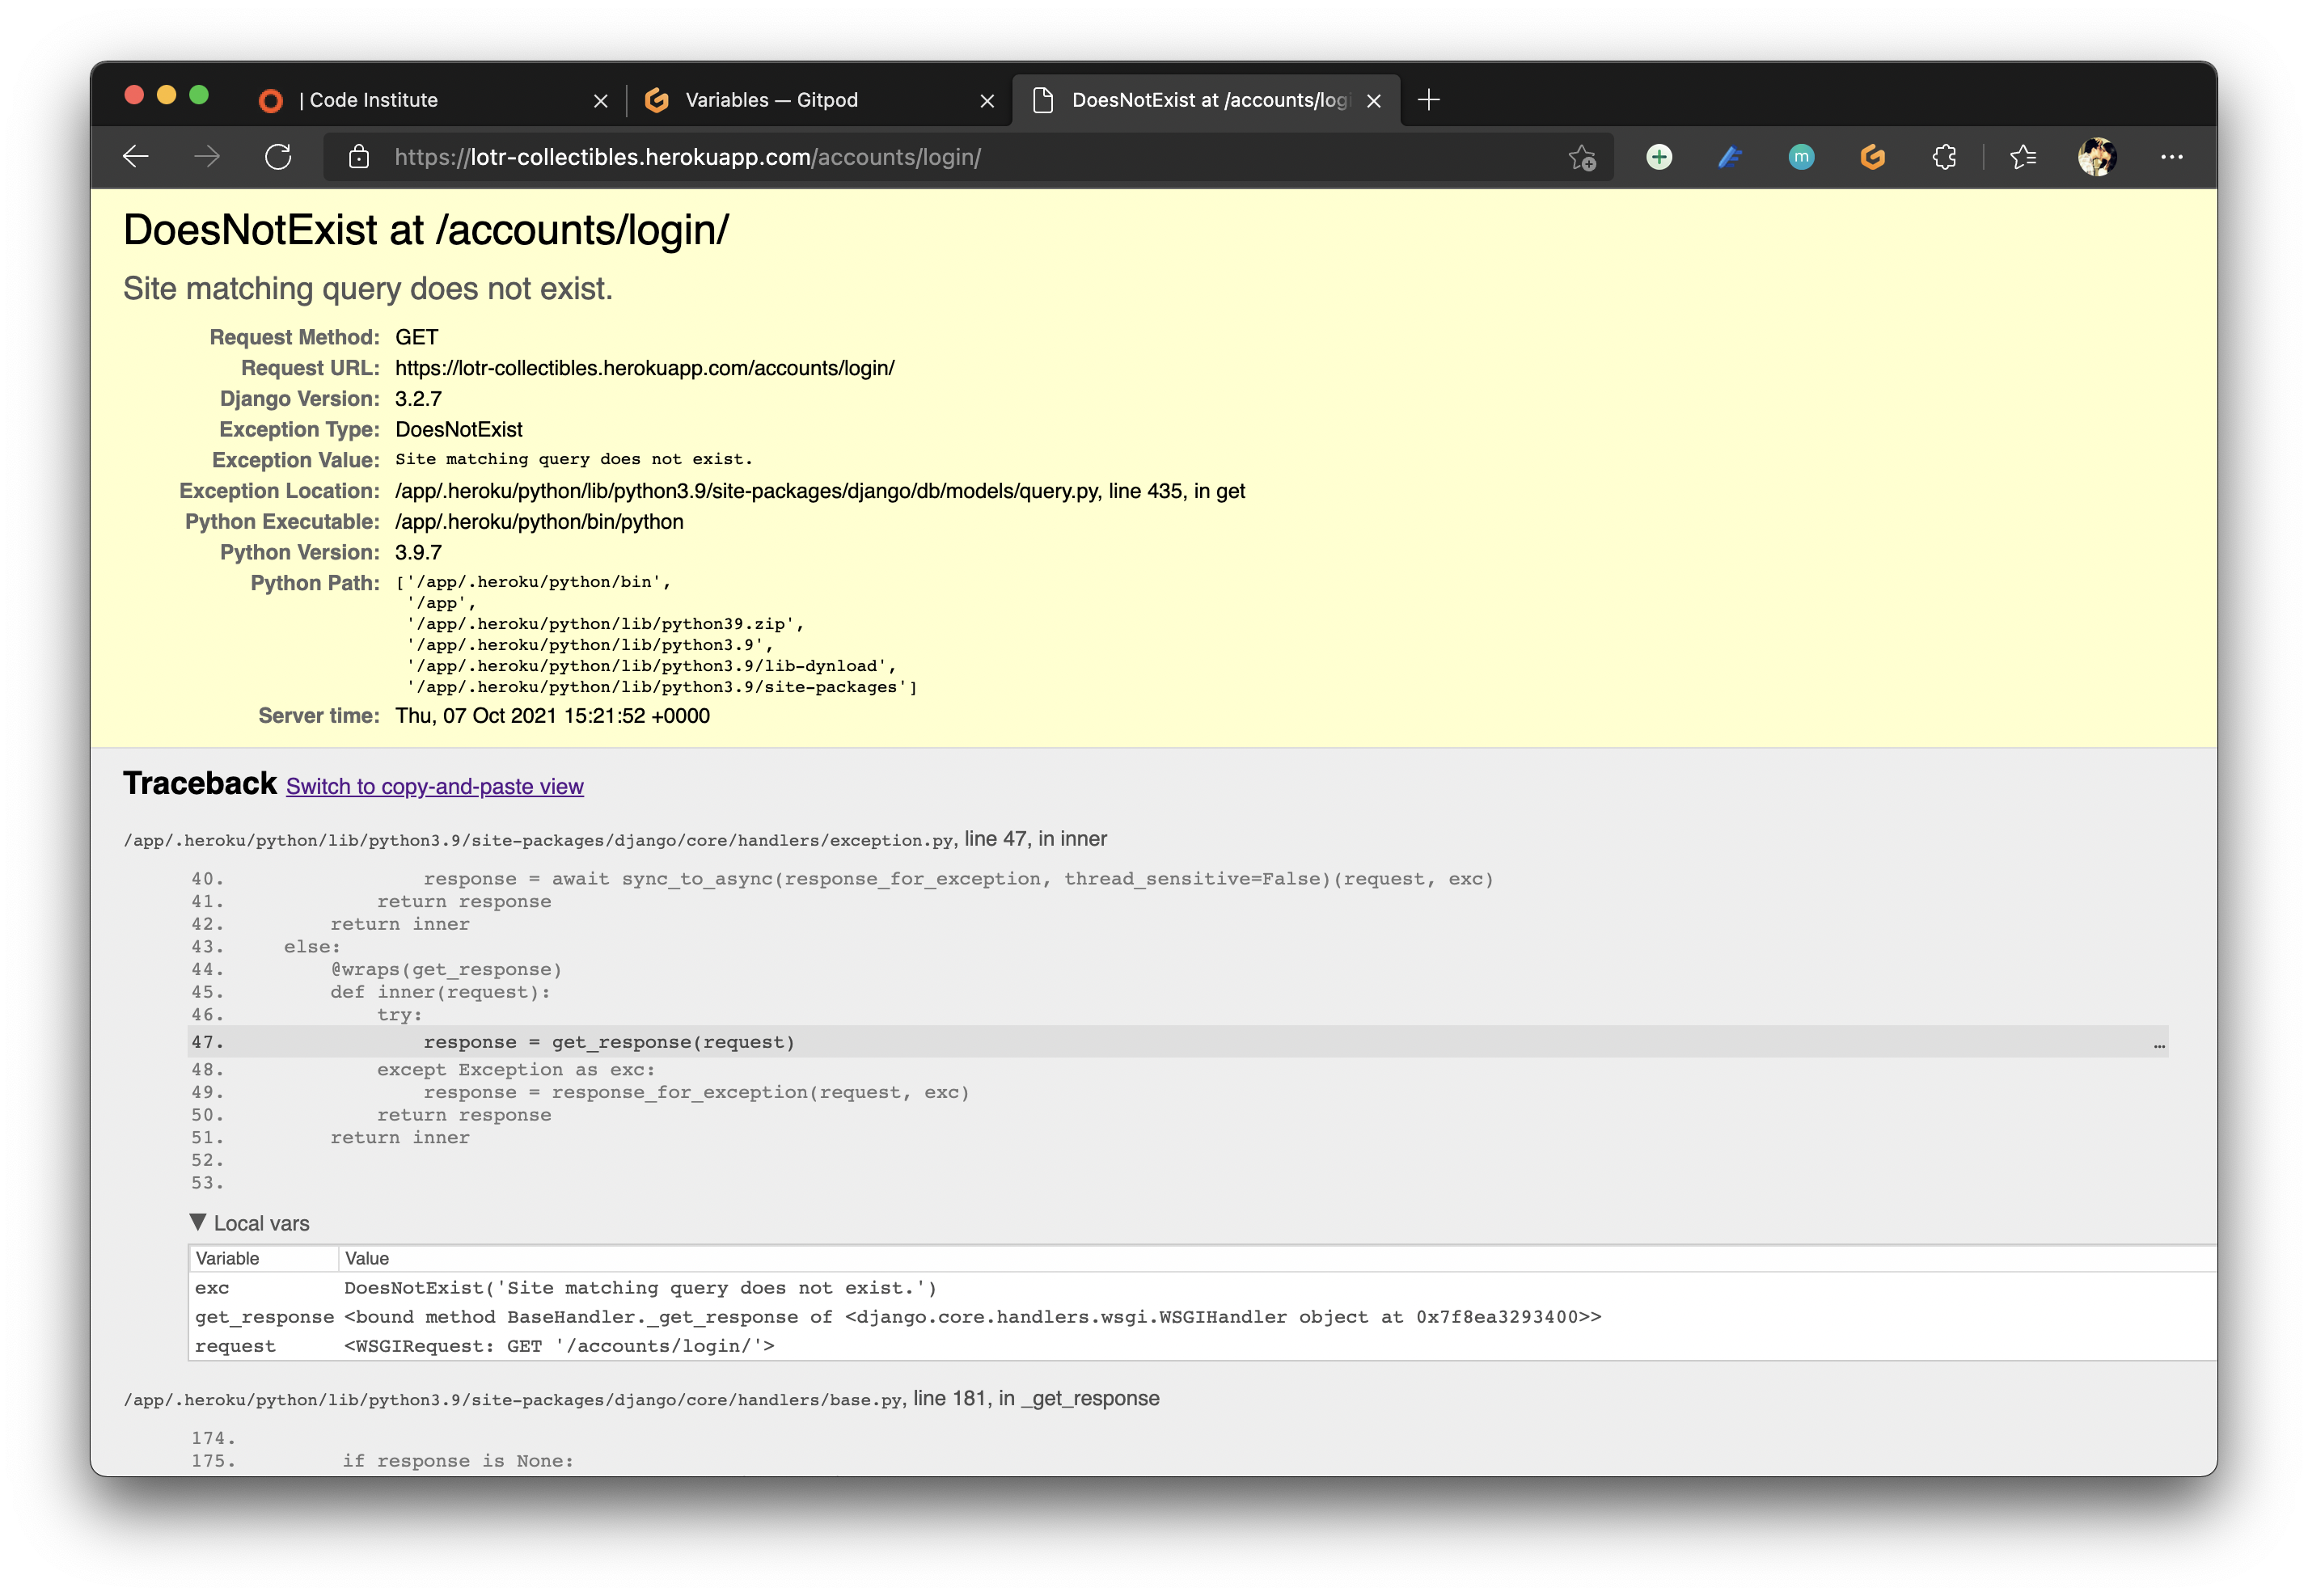 | Code Institute
Variables — Gitpod
DoesNotExist at /accounts/logi
https://lotr-collectibles.herokuapp.com/accounts/login/
m
DoesNotExist at /accounts/login/
Site matching query does not exist.
Request Method: GET
Request URL: https://lotr-collectibles.herokuapp.com/accounts/login/
Django Version: 3.2.7
Exception Type: DoesNotExist
Exception Value: Site matching query does not exist.
Exception Location: /app/.heroku/python/lib/python3.9/site-packages/django/db/models/query.py, line 435, in get
Python Executable: /app/.heroku/python/bin/python
Python Version: 3.9.7
Python Path: ['/app/.heroku/python/bin',
'/app',
'/app/.heroku/python/lib/python39.zip',
'/app/.heroku/python/lib/python3.9',
'/app/.heroku/python/lib/python3.9/lib-dynload',
'/app/.heroku/python/lib/python3.9/site-packages']
Server time: Thu, 07 Oct 2021 15:21:52 +0000
Traceback Switch to copy-and-paste view
/app/.heroku/python/lib/python3.9/site-packages/django/core/handlers/exception.py, line 47, in inner
40. response = await sync_to_async(response_for_exception, thread_sensitive=False)(request, exc)
41. return response
42. return inner
43. else:
44. @wraps(get_response)
45. def inner(request):
46. try:
47. response = get_response(request) …
48. except Exception as exc:
49. response = response_for_exception(request, exc)
50. return response
51. return inner
52.
53.
▼ Local vars
Variable Value
exc DoesNotExist('Site matching query does not exist.')
get_response <bound method BaseHandler._get_response of <django.core.handlers.wsgi.WSGIHandler object at 0x7f8ea3293400>>
request <WSGIRequest: GET '/accounts/login/'>
/app/.heroku/python/lib/python3.9/site-packages/django/core/handlers/base.py, line 181, in _get_response
174.
175. if response is None: